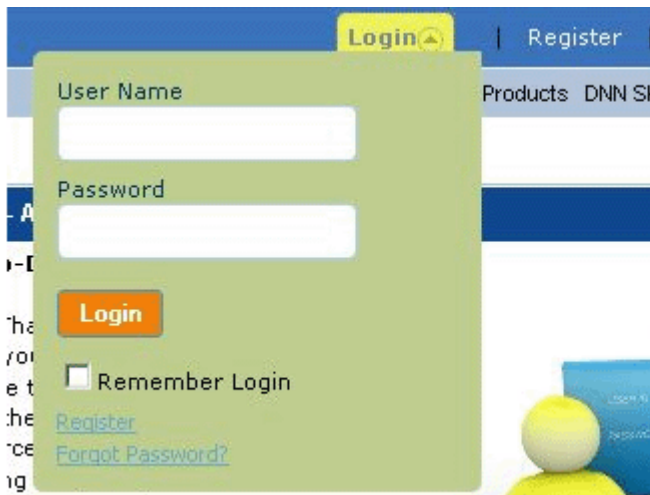 Login | Register |
User Name
Products DNN
Password
- A
Login
Remember Login
Register
Forgot Password?